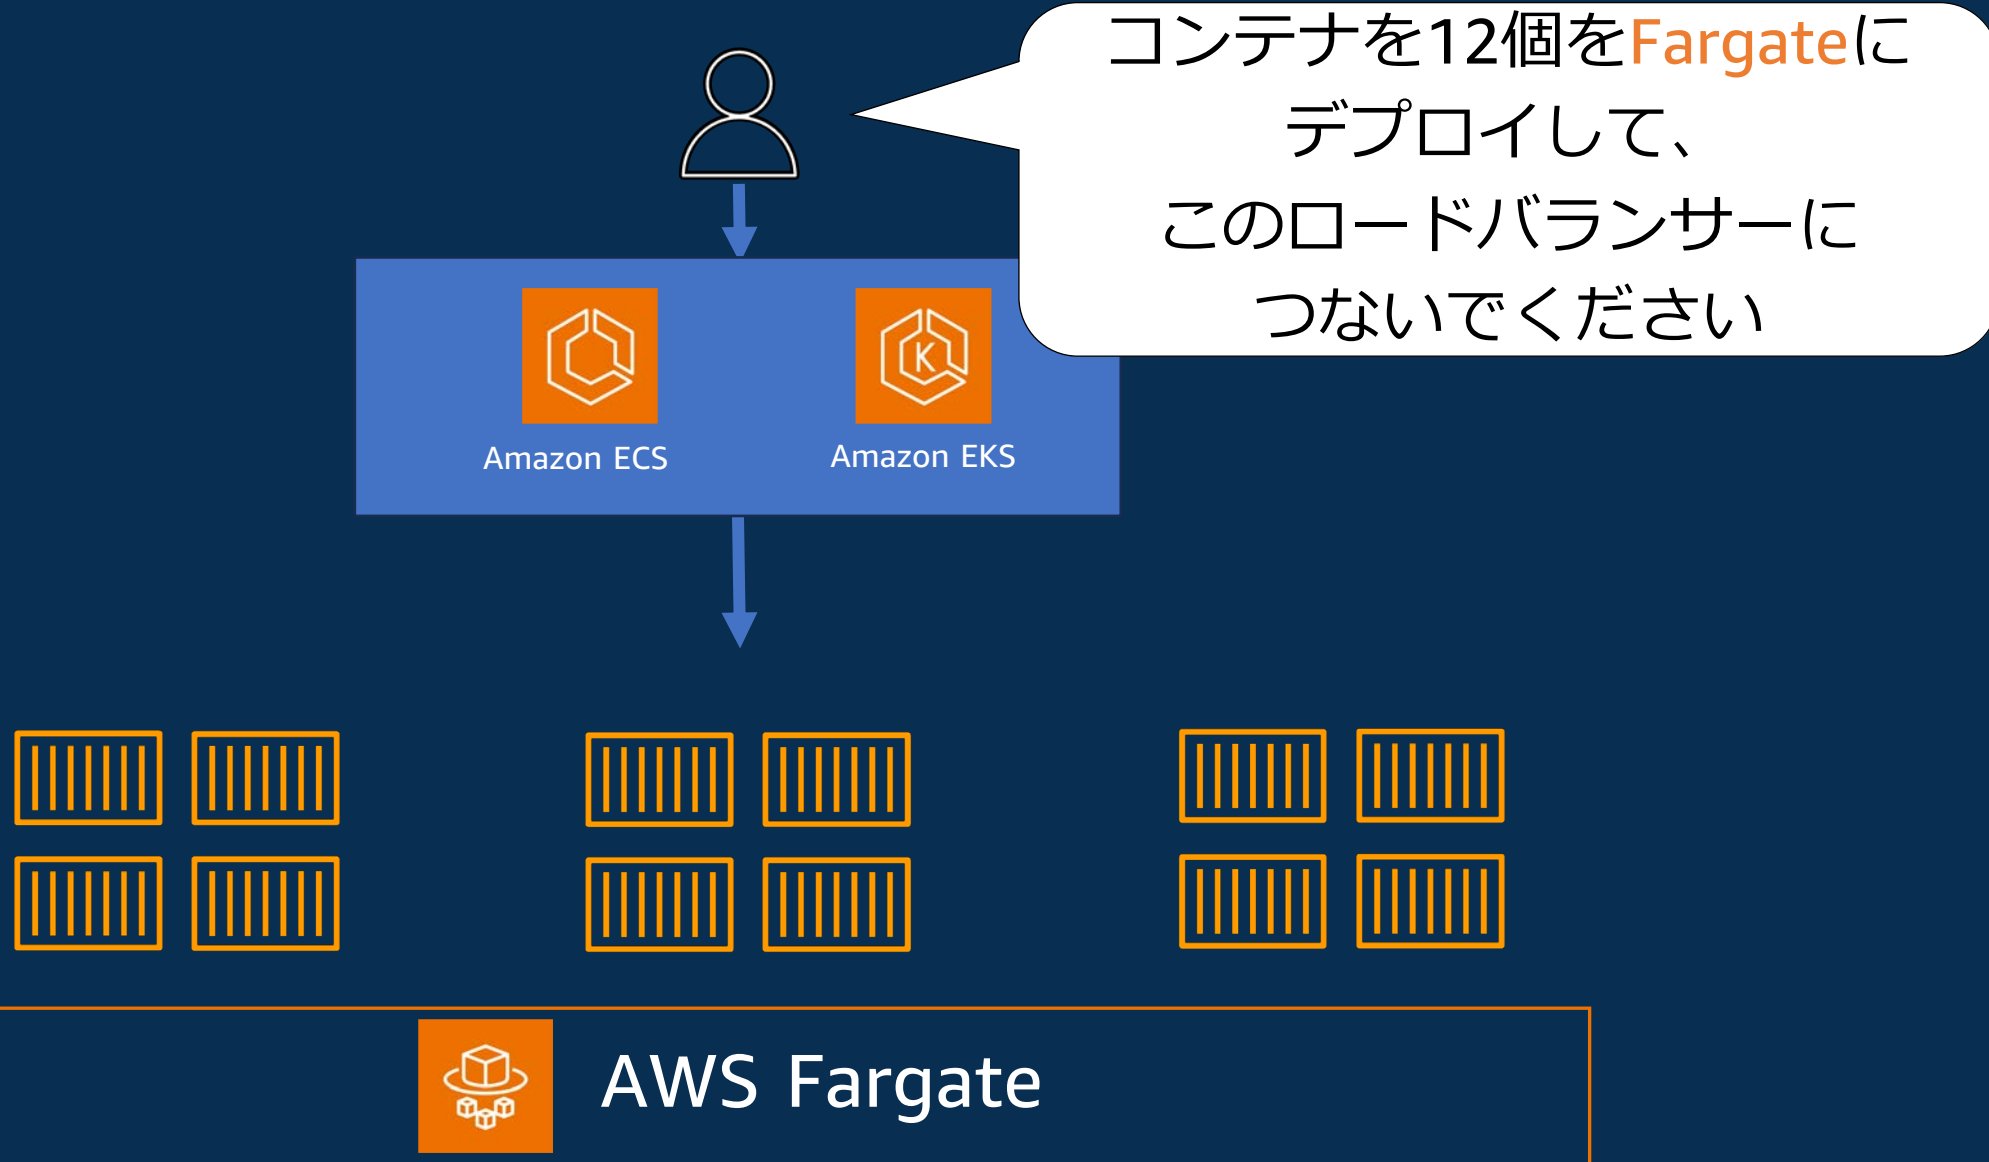 コンテナを12個をFargateに
デプロイして、
このロードバランサーに
つないでください
Amazon ECS
Amazon EKS
AWS Fargate